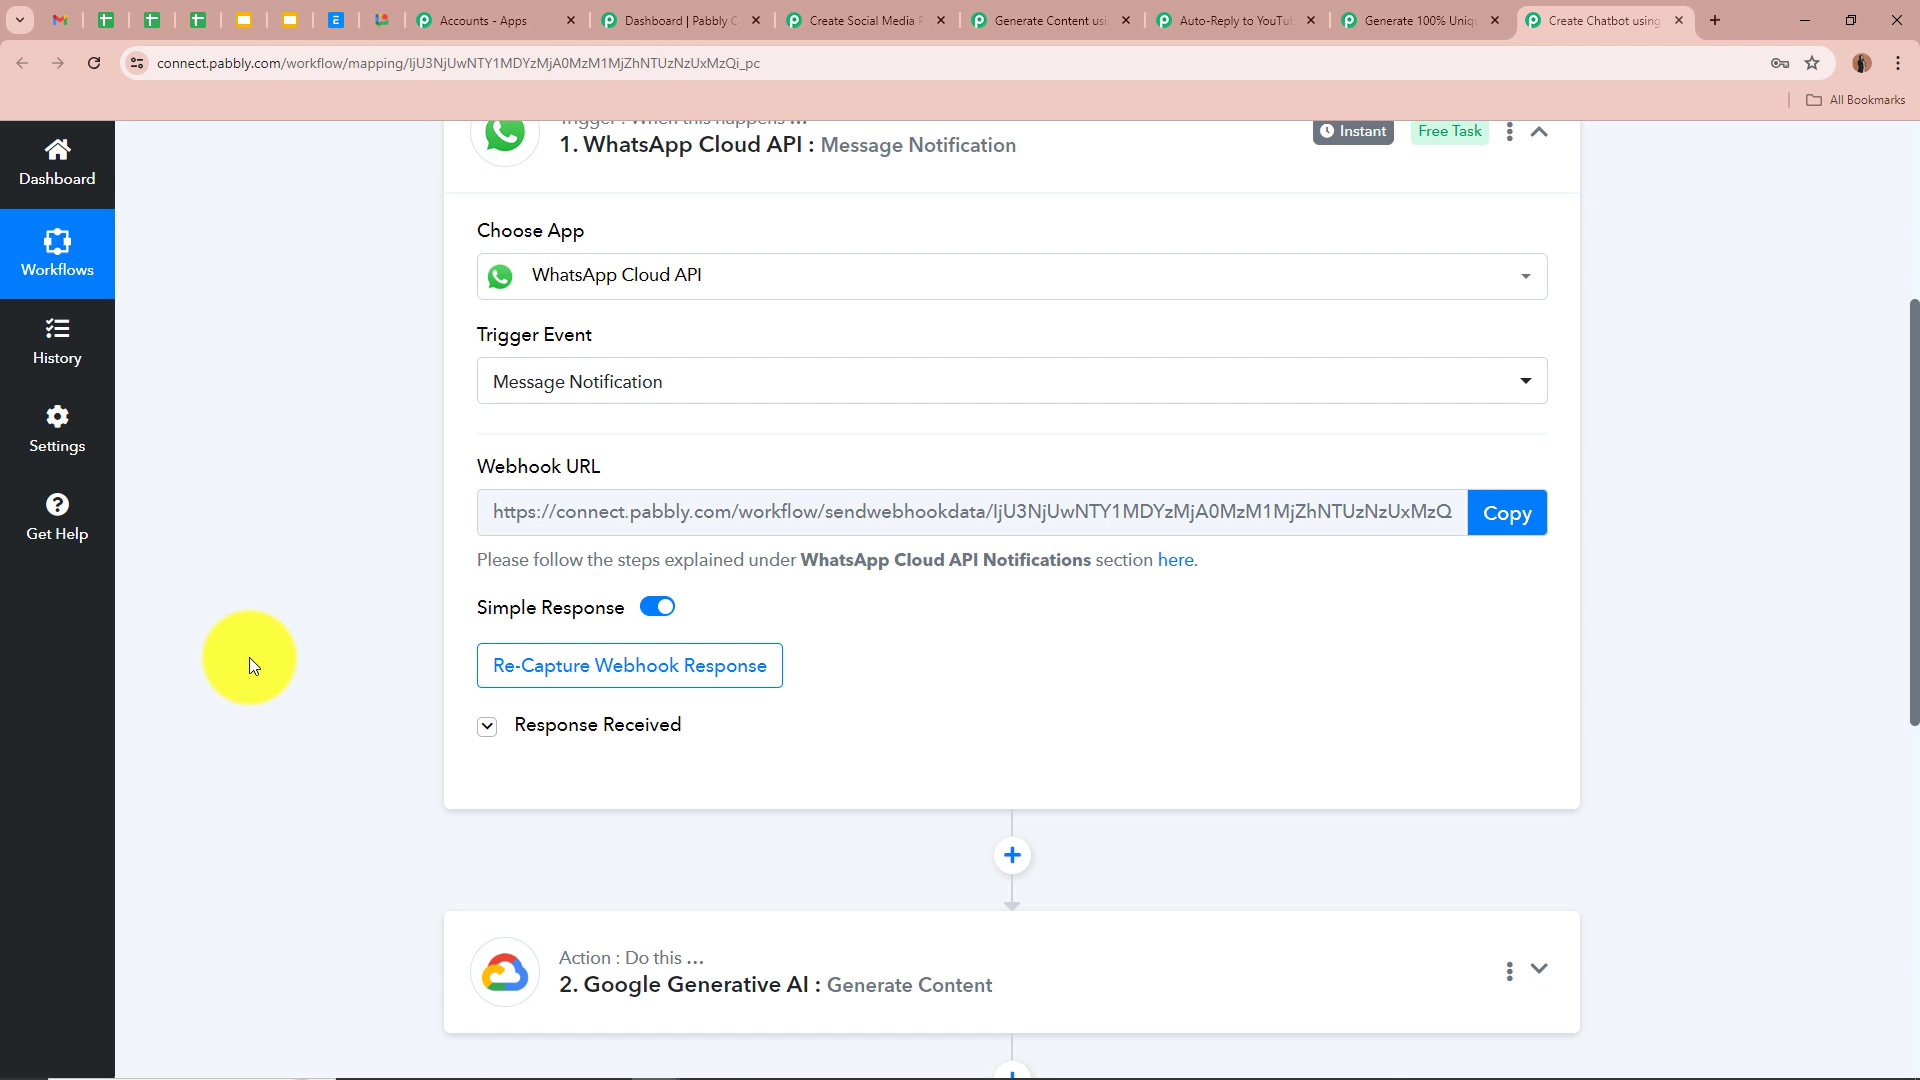 Accounts - Apps
Dashboard | Pabbly C
Create Social Media P
Generate Content usi
Auto-Reply to YouTu
Generate 100% Uniq
Create Chatbot using
connect.pabbly.com/workflow/mapping/IjU3NjUwNTY1MDYzMjA0MzM1MjZhNTUzNzUxMzQi_pc
All Bookmarks
Dashboard
Workflows
History
Settings
Get Help
Trigger : When this happens ...
1. WhatsApp Cloud API : Message Notification
Instant
Free Task
Choose App
WhatsApp Cloud API
Trigger Event
Message Notification
Webhook URL
https://connect.pabbly.com/workflow/sendwebhookdata/IjU3NjUwNTY1MDYzMjA0MzM1MjZhNTUzNzUxMzQ
Copy
Please follow the steps explained under WhatsApp Cloud API Notifications section here.
Simple Response
Re-Capture Webhook Response
Response Received
Action : Do this ...
2. Google Generative AI : Generate Content